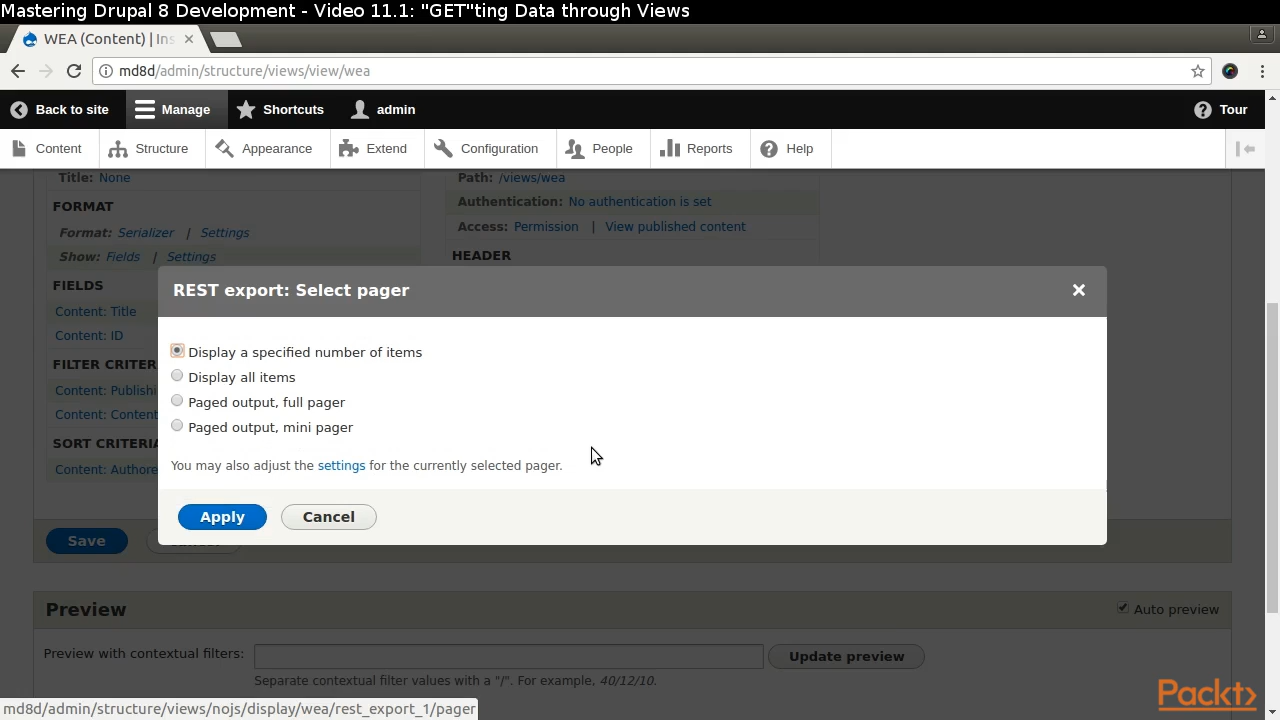 Mastering Drupal 8 Development - Video 11.1: "GET"ting Data through Views
WEA (Content) | Ins
md8d/admin/structure/views/view/wea
Back to site Manage Shortcuts admin Tour
Content Structure Appearance Extend Configuration People Reports Help
Title: None
Path: /views/wea
Authentication: No authentication is set
FORMAT
Access: Permission | View published content
Format: Serializer | Settings
HEADER
Show: Fields | Settings
FIELDS
Content: Title
Content: ID
FILTER CRITER
Content: Publishi
Content: Content
SORT CRITERIA
Content: Authore
REST export: Select pager
Display a specified number of items
Display all items
Paged output, full pager
Paged output, mini pager
You may also adjust the settings for the currently selected pager.
Apply Cancel
Save
Preview
Auto preview
Preview with contextual filters: Update preview
Separate contextual filter values with a "/". For example, 40/12/10.
md8d/admin/structure/views/nojs/display/wea/rest_export_1/pager
Packt